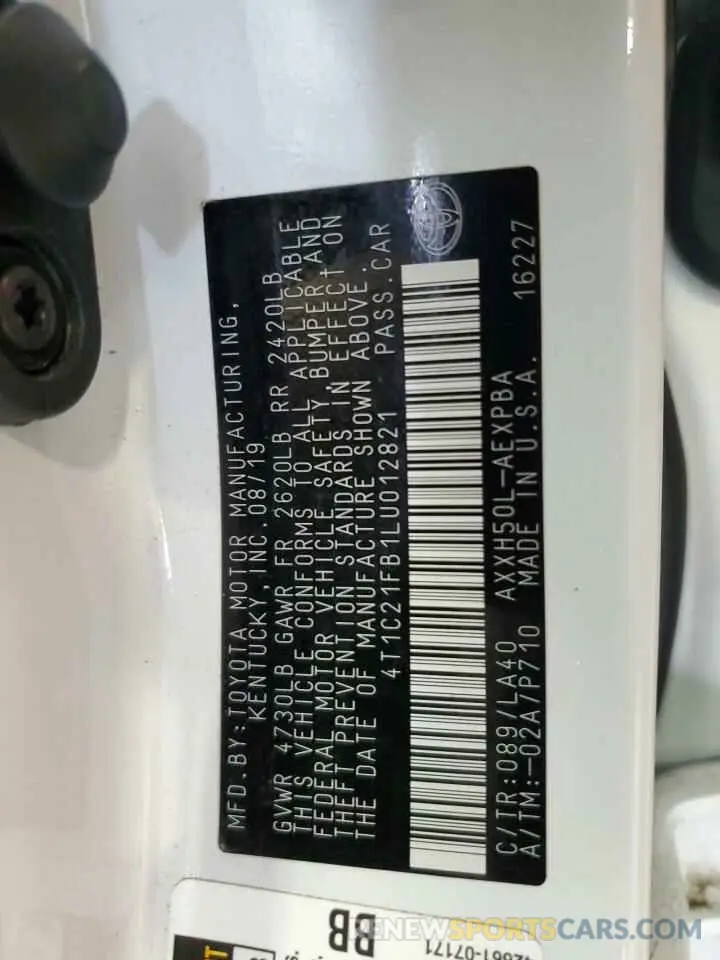 MFD.BY:TOYOTA MOTOR MANUFACTURING,
KENTUCKY, INC. 08/19
GVWR 4730LB GAWR FR 2620LB RR 2420LB
THIS VEHICLE CONFORMS TO ALL APPLICABLE
FEDERAL MOTOR VEHICLE SAFETY, BUMPER AND
THEFT PREVENTION STANDARDS IN EFFECT ON
THE DATE OF MANUFACTURE SHOWN ABOVE.
4T1C21FB1LU012821 PASS.CAR
C/TR:089/LA40 AXXH50L-AEXPBA
A/TM:-02A7P710 MADE IN U.S.A. 16227
BB
42661-07171
RENEWSPORTSCARS.COM